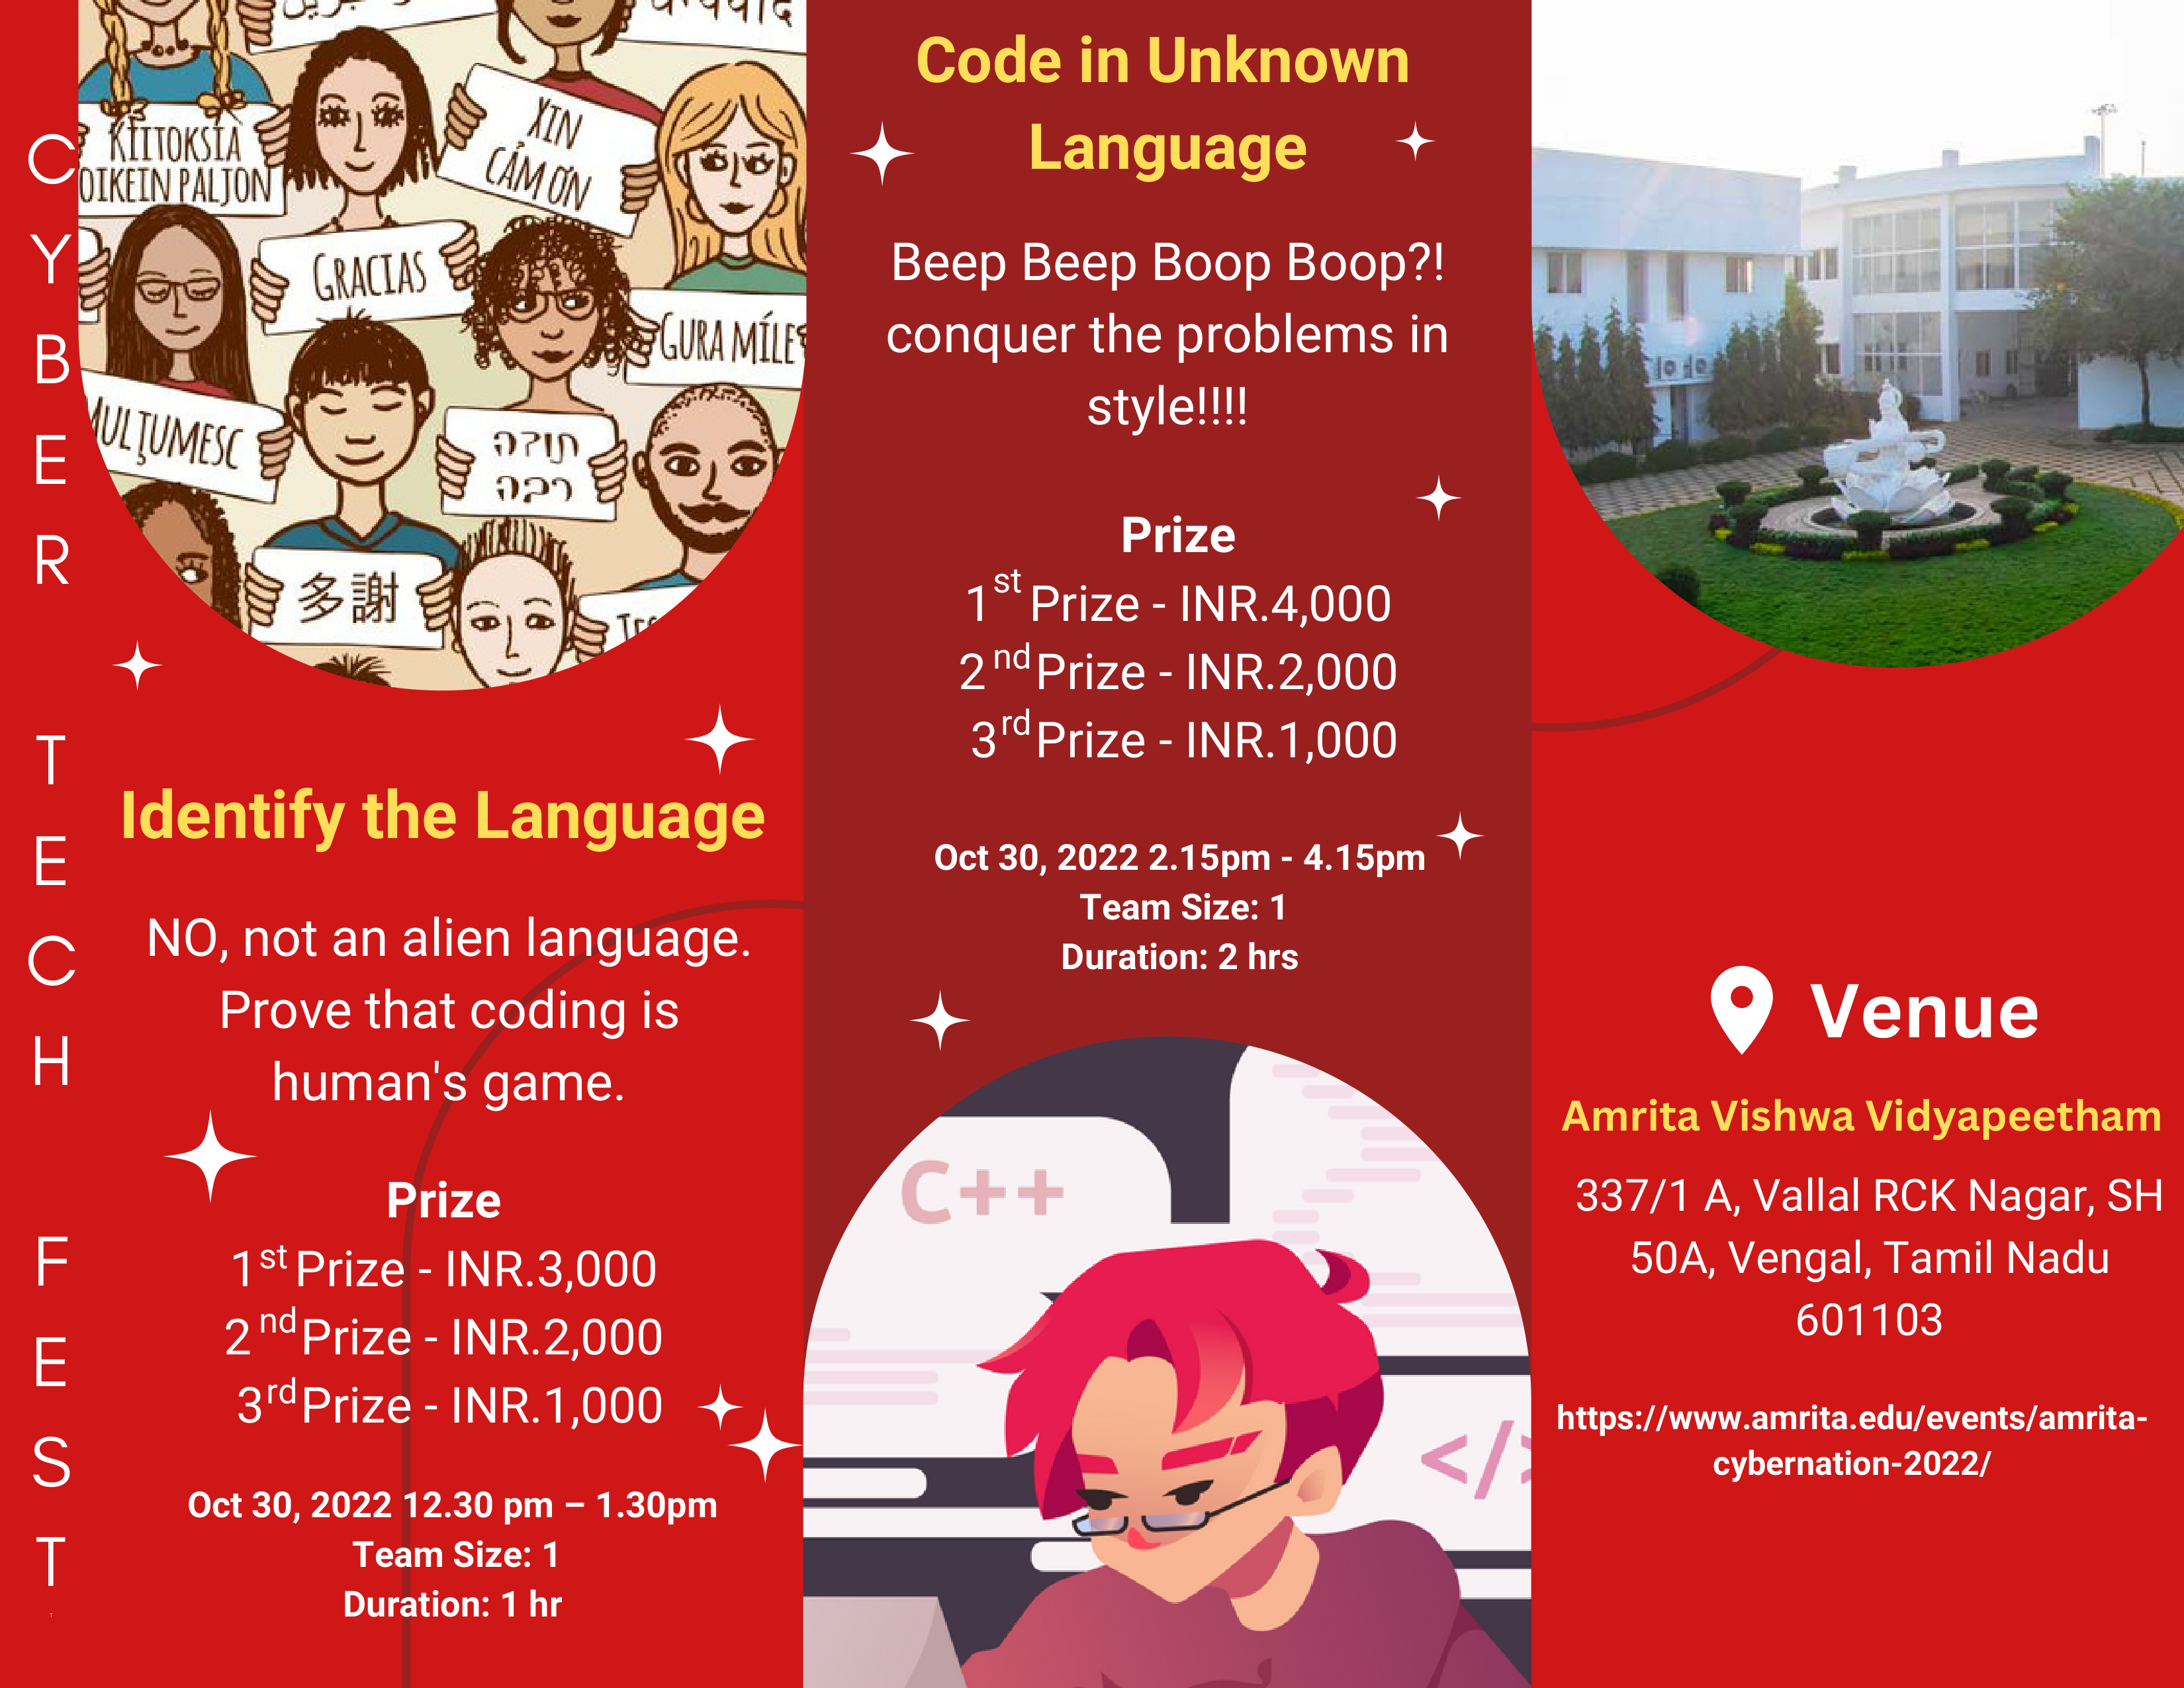 CYBER TECH FEST
KIITOKSIA
OIKEIN PALJON
XIN
CẢM ƠN
GRACIAS
GURA MÍLE
MULŢUMESC
תודה
רבה
多謝
Identify the Language
NO, not an alien language.
Prove that coding is
human's game.
Prize
1st Prize - INR.3,000
2nd Prize - INR.2,000
3rd Prize - INR.1,000
Oct 30, 2022 12.30 pm – 1.30pm
Team Size: 1
Duration: 1 hr
Code in Unknown
Language
Beep Beep Boop Boop?!
conquer the problems in
style!!!!
Prize
1st Prize - INR.4,000
2nd Prize - INR.2,000
3rd Prize - INR.1,000
Oct 30, 2022 2.15pm - 4.15pm
Team Size: 1
Duration: 2 hrs
C++
</>
Venue
Amrita Vishwa Vidyapeetham
337/1 A, Vallal RCK Nagar, SH
50A, Vengal, Tamil Nadu
601103
https://www.amrita.edu/events/amrita-
cybernation-2022/